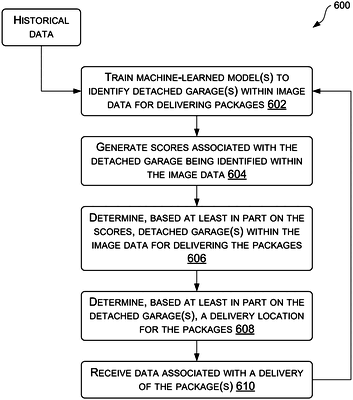 HISTORICAL
DATA
600
TRAIN MACHINE-LEARNED MODEL(S) TO
IDENTIFY DETACHED GARAGE(S) WITHIN IMAGE
DATA FOR DELIVERING PACKAGES 602
GENERATE SCORES ASSOCIATED WITH THE
DETACHED GARAGE BEING IDENTIFIED WITHIN
THE IMAGE DATA 604
DETERMINE, BASED AT LEAST IN PART ON THE
SCORES, DETACHED GARAGE(S) WITHIN THE
IMAGE DATA FOR DELIVERING THE PACKAGES
606
DETERMINE, BASED AT LEAST IN PART ON THE
DETACHED GARAGE(S), A DELIVERY LOCATION
FOR THE PACKAGES 608
RECEIVE DATA ASSOCIATED WITH A DELIVERY
OF THE PACKAGE(S) 610